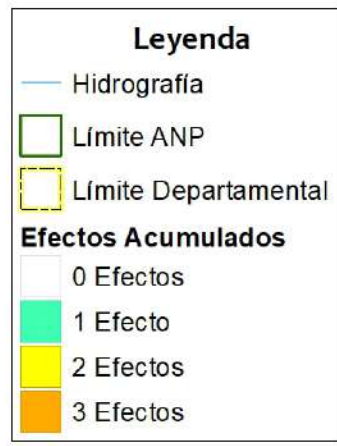 Leyenda
Hidrografía
Límite ANP
Límite Departamental
Efectos Acumulados
0 Efectos
1 Efecto
2 Efectos
3 Efectos